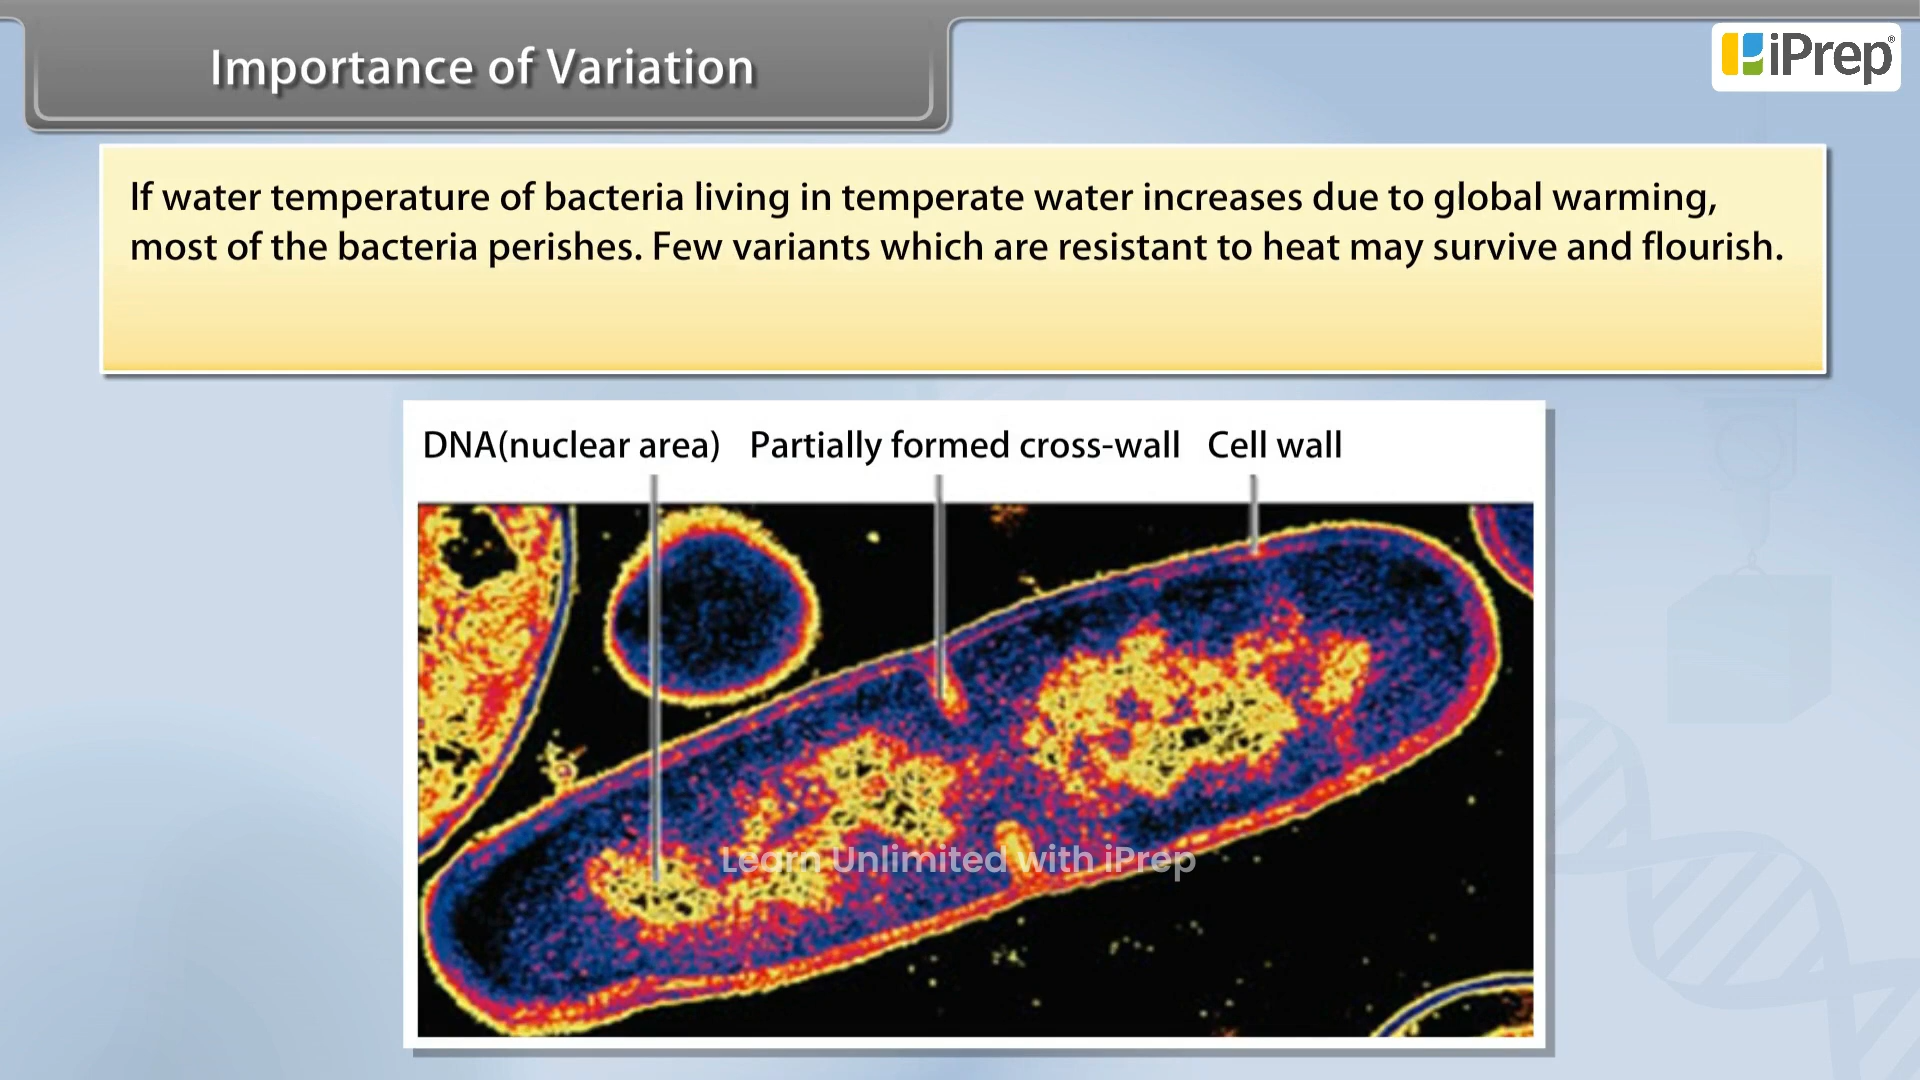 Importance of Variation
iPrep®
If water temperature of bacteria living in temperate water increases due to global warming,
most of the bacteria perishes. Few variants which are resistant to heat may survive and flourish.
DNA(nuclear area) Partially formed cross-wall Cell wall
Learn Unlimited with iPrep